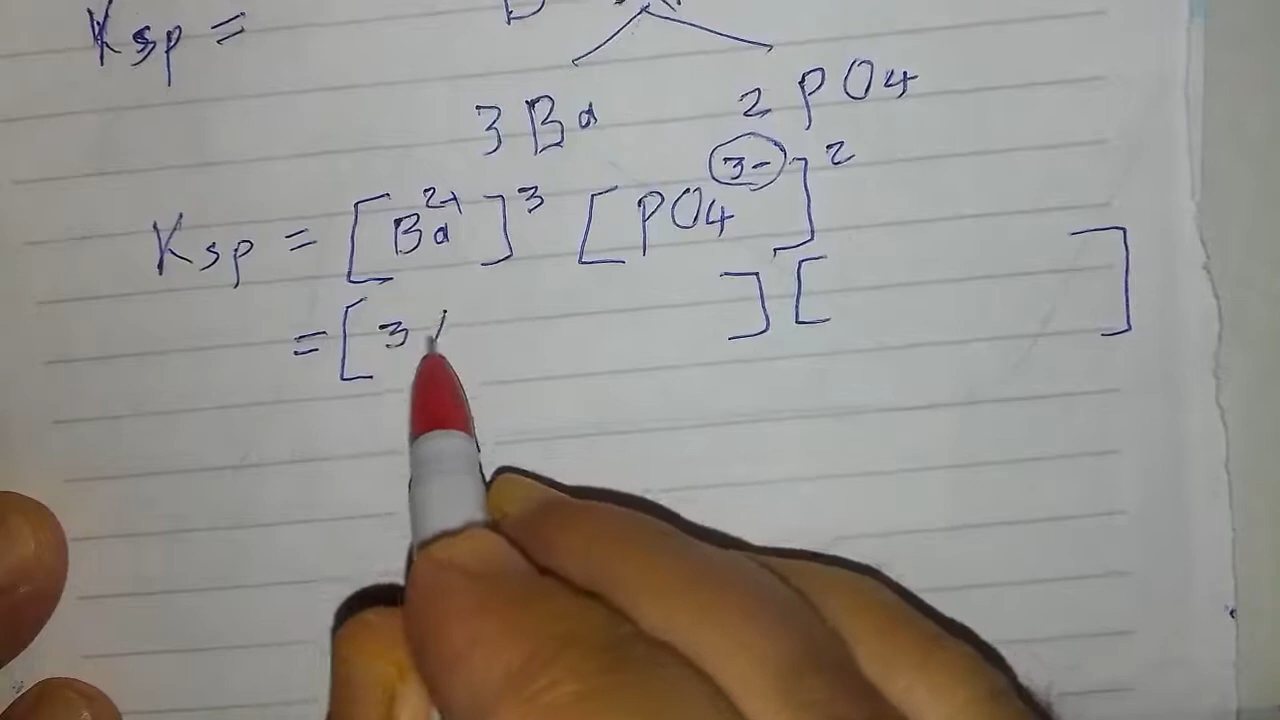 Ksp =
3 Ba 2 PO4
Ksp = [Ba2+]3 [PO4 3-]2
= [3 ] [ ]